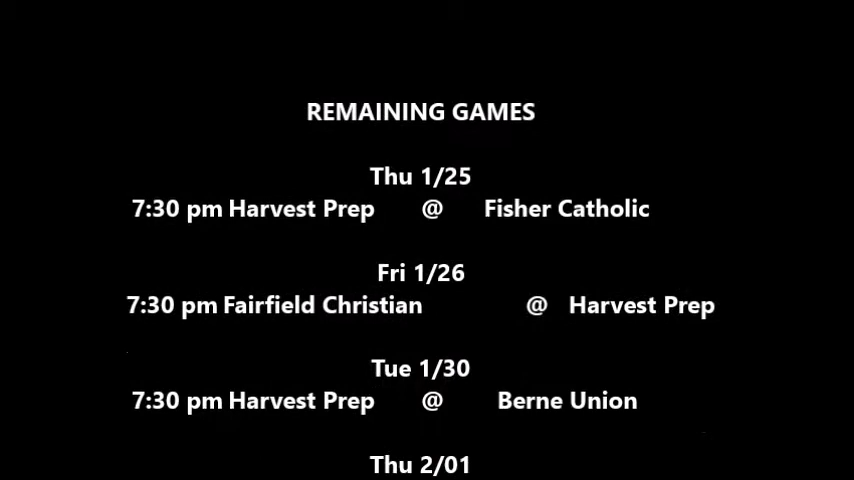 REMAINING GAMES
Thu 1/25
7:30 pm Harvest Prep @ Fisher Catholic
Fri 1/26
7:30 pm Fairfield Christian @ Harvest Prep
Tue 1/30
7:30 pm Harvest Prep @ Berne Union
Thu 2/01